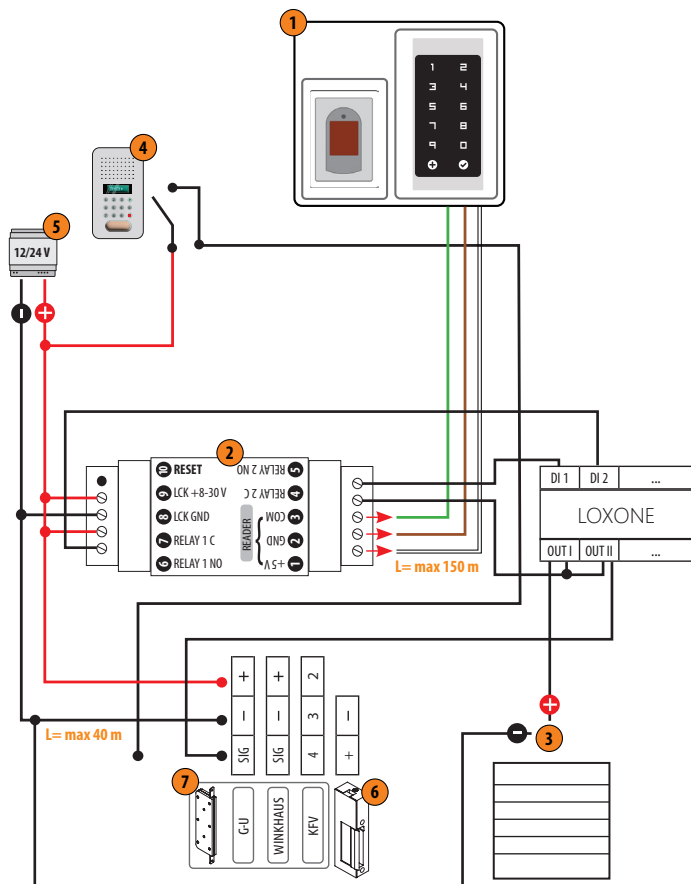 1
1 2
3 4
5 6
7 8
9 0
4
5
12/24 V
2
10 RESET
9 LCK +8-30 V
8 LCK GND
7 RELAY 1 C
6 RELAY 1 NO
5 RELAY 2 NO
4 RELAY 2 C
3 COM
2 GND
1 +5V
READER
L= max 150 m
DI 1 DI 2 ...
LOXONE
OUT I OUT II ...
+ + 2
− − 3 −
SIG SIG 4 +
L= max 40 m
3
7
G-U
WINKHAUS
KFV
6